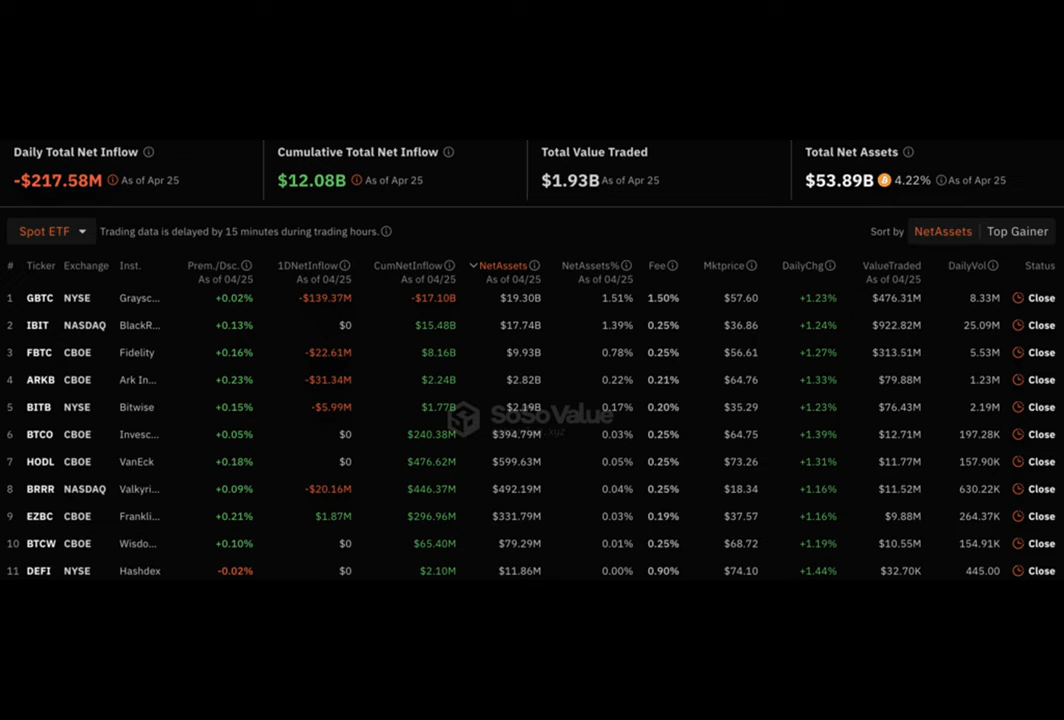 Daily Total Net Inflow Cumulative Total Net Inflow Total Value Traded Total Net Assets
-$217.58M As of Apr 25 $12.08B As of Apr 25 $1.93B As of Apr 25 $53.89B 4.22% As of Apr 25
Spot ETF Trading data is delayed by 15 minutes during trading hours. Sort by NetAssets Top Gainer
# Ticker Exchange Inst. Prem./Dsc. 1DNetInflow CumNetInflow NetAssets NetAssets% Fee Mktprice DailyChg ValueTraded DailyVol Status
As of 04/25 As of 04/25 As of 04/25 As of 04/25 As of 04/25 As of 04/25
1 GBTC NYSE Graysc... +0.02% -$139.37M -$17.10B $19.30B 1.51% 1.50% $57.60 +1.23% $476.31M 8.33M Close
2 IBIT NASDAQ BlackR... +0.13% $0 $15.48B $17.74B 1.39% 0.25% $36.86 +1.24% $922.82M 25.09M Close
3 FBTC CBOE Fidelity +0.16% -$22.61M $8.16B $9.93B 0.78% 0.25% $56.61 +1.27% $313.51M 5.53M Close
4 ARKB CBOE Ark In... +0.23% -$31.34M $2.24B $2.82B 0.22% 0.21% $64.76 +1.33% $79.88M 1.23M Close
5 BITB NYSE Bitwise +0.15% -$5.99M $1.77B $2.19B 0.17% 0.20% $35.29 +1.23% $76.43M 2.19M Close
SoSoValue
.xyz
6 BTCO CBOE Invesc... +0.05% $0 $240.38M $394.79M 0.03% 0.25% $64.75 +1.39% $12.71M 197.28K Close
7 HODL CBOE VanEck +0.18% $0 $476.62M $599.63M 0.05% 0.25% $73.26 +1.31% $11.77M 157.90K Close
8 BRRR NASDAQ Valkyri... +0.09% -$20.16M $446.37M $492.19M 0.04% 0.25% $18.34 +1.16% $11.52M 630.22K Close
9 EZBC CBOE Frankli... +0.21% $1.87M $296.96M $331.79M 0.03% 0.19% $37.57 +1.16% $9.88M 264.37K Close
10 BTCW CBOE Wisdo... +0.10% $0 $65.40M $79.29M 0.01% 0.25% $68.72 +1.19% $10.55M 154.91K Close
11 DEFI NYSE Hashdex -0.02% $0 $2.10M $11.86M 0.00% 0.90% $74.10 +1.44% $32.70K 445.00 Close